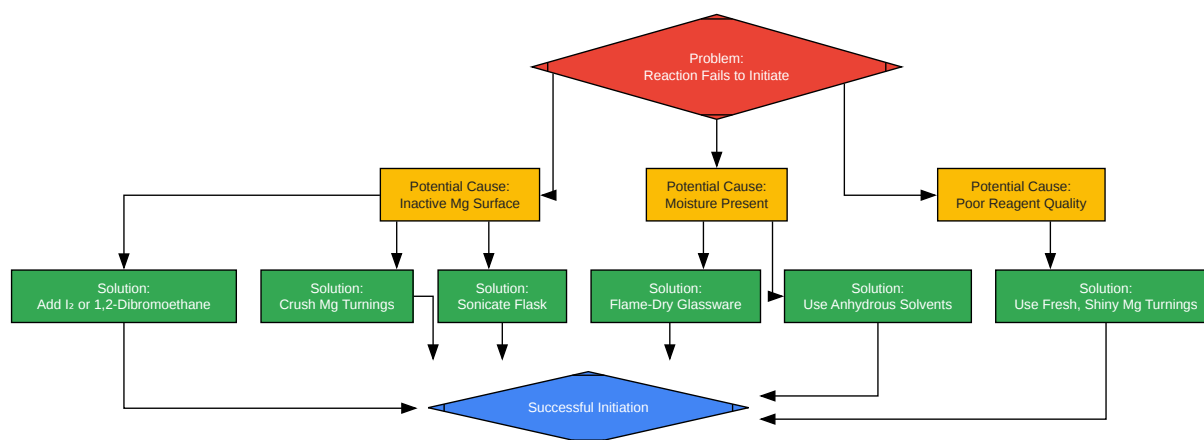 Problem:
Reaction Fails to Initiate
Potential Cause:
Inactive Mg Surface
Potential Cause:
Moisture Present
Potential Cause:
Poor Reagent Quality
Solution:
Add I₂ or 1,2-Dibromoethane
Solution:
Crush Mg Turnings
Solution:
Sonicate Flask
Solution:
Flame-Dry Glassware
Solution:
Use Anhydrous Solvents
Solution:
Use Fresh, Shiny Mg Turnings
Successful Initiation